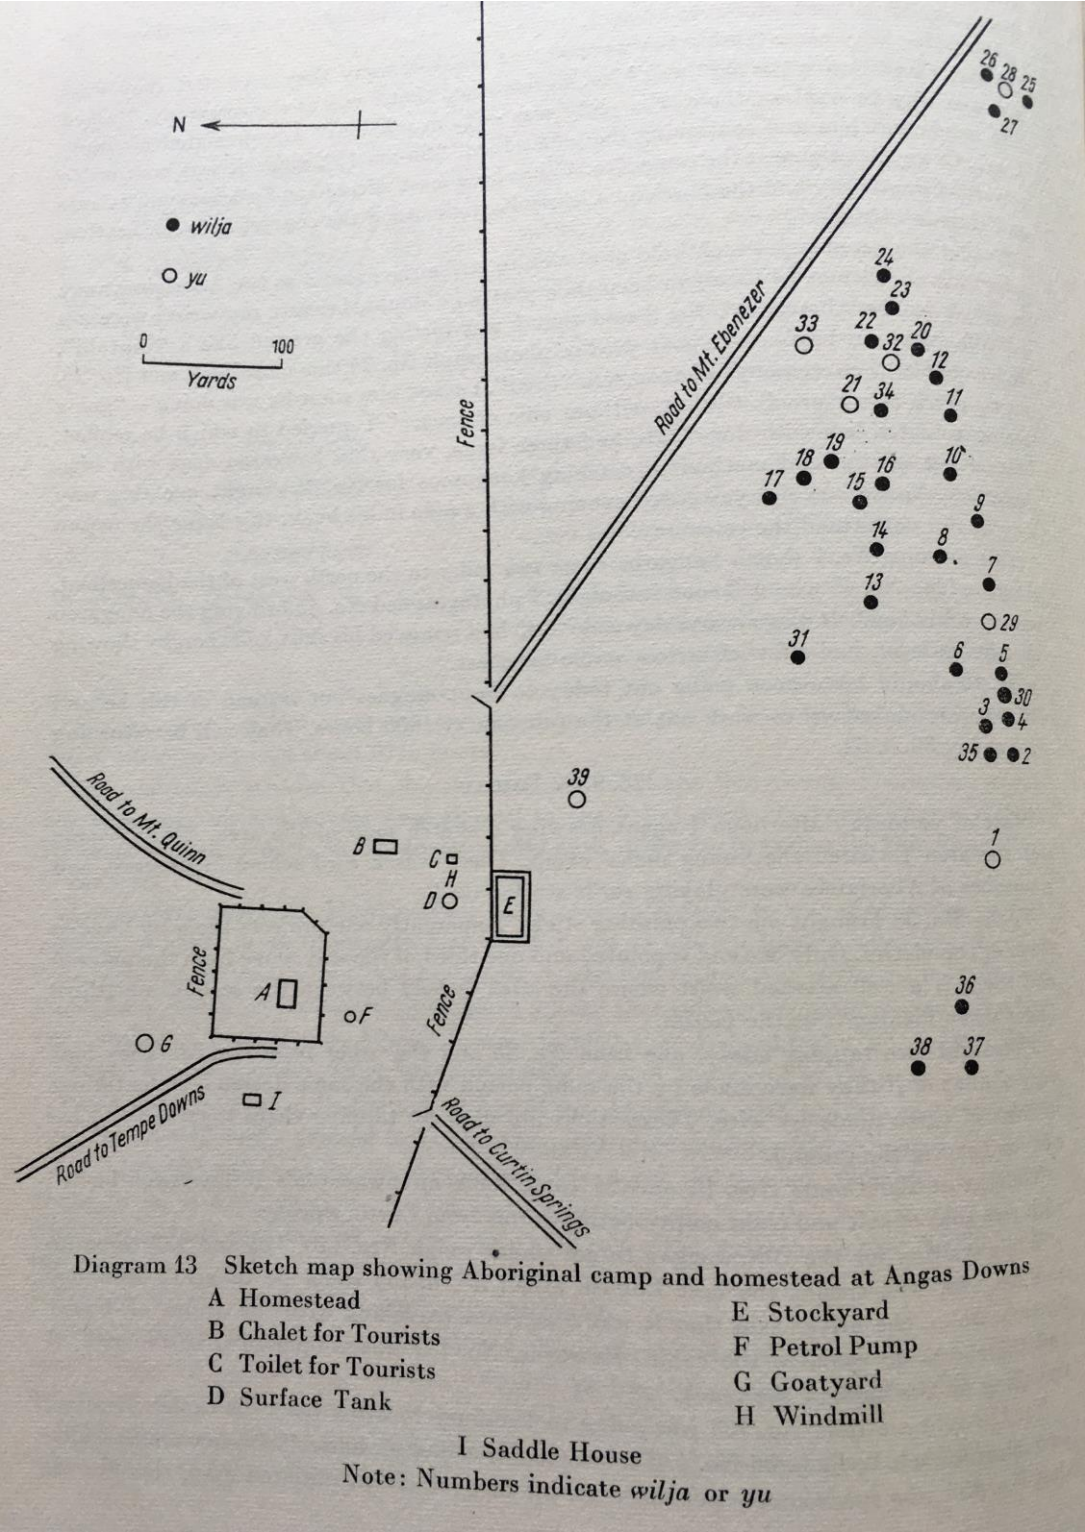 26
28
25
27
N
wilja
yu
0 100
Yards
Fence
Road to Mt. Ebenezer
24
23
33
22
32
20
12
21
34
11
19
18
17
16
15
10
9
14
8
7
13
29
31
6
5
30
3
4
35
2
39
1
Road to Mt. Quinn
B
C
H
D
E
Fence
A
F
G
Fence
36
38
37
I
Road to Tempe Downs
Road to Curtin Springs
Diagram 13 Sketch map showing Aboriginal camp and homestead at Angas Downs
A Homestead
B Chalet for Tourists
C Toilet for Tourists
D Surface Tank
E Stockyard
F Petrol Pump
G Goatyard
H Windmill
I Saddle House
Note: Numbers indicate wilja or yu